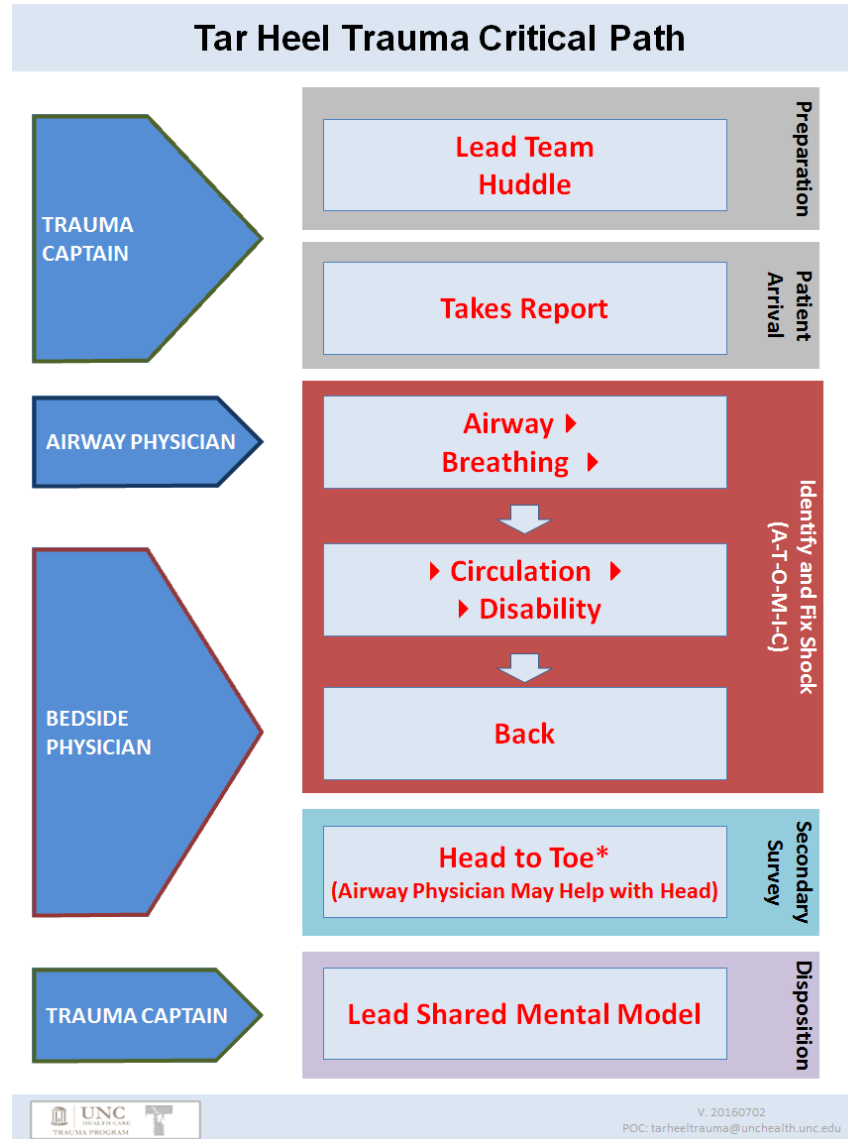 Tar Heel Trauma Critical Path
TRAUMA
CAPTAIN
Lead Team
Huddle
Preparation
Takes Report
Patient
Arrival
AIRWAY PHYSICIAN
Airway
Breathing
Circulation
Disability
Back
Identify and Fix Shock
(A-T-O-M-I-C)
BEDSIDE
PHYSICIAN
Head to Toe*
(Airway Physician May Help with Head)
Secondary
Survey
TRAUMA CAPTAIN
Lead Shared Mental Model
Disposition
UNC
HEALTH CARE
TRAUMA PROGRAM
V. 20160702
POC: tarheeltrauma@unchealth.unc.edu